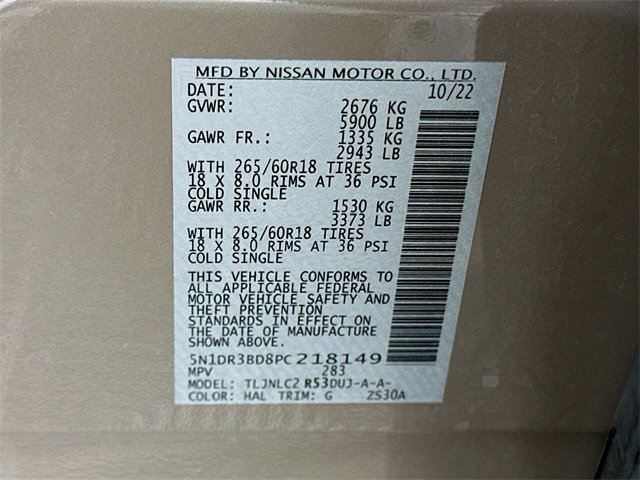 MFD BY NISSAN MOTOR CO., LTD.
DATE: 10/22
GVWR: 2676 KG
5900 LB
GAWR FR.: 1335 KG
2943 LB
WITH 265/60R18 TIRES
18 X 8.0 RIMS AT 36 PSI
COLD SINGLE
GAWR RR.: 1530 KG
3373 LB
WITH 265/60R18 TIRES
18 X 8.0 RIMS AT 36 PSI
COLD SINGLE
THIS VEHICLE CONFORMS TO
ALL APPLICABLE FEDERAL
MOTOR VEHICLE SAFETY AND
THEFT PREVENTION
STANDARDS IN EFFECT ON
THE DATE OF MANUFACTURE
SHOWN ABOVE.
5N1DR3BD8PC218149
MPV 283
MODEL: TLJNLC2 R53DUJ-A-A-
COLOR: HAL TRIM: G ZS30A